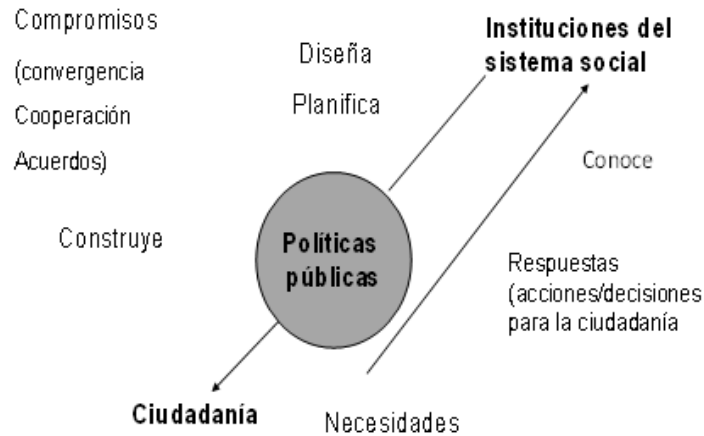 Compromisos
(convergencia
Cooperación
Acuerdos)
Diseña
Planifica
Instituciones del
sistema social
Conoce
Construye
Políticas
públicas
Respuestas
(acciones/decisiones
para la ciudadanía
Ciudadanía
Necesidades